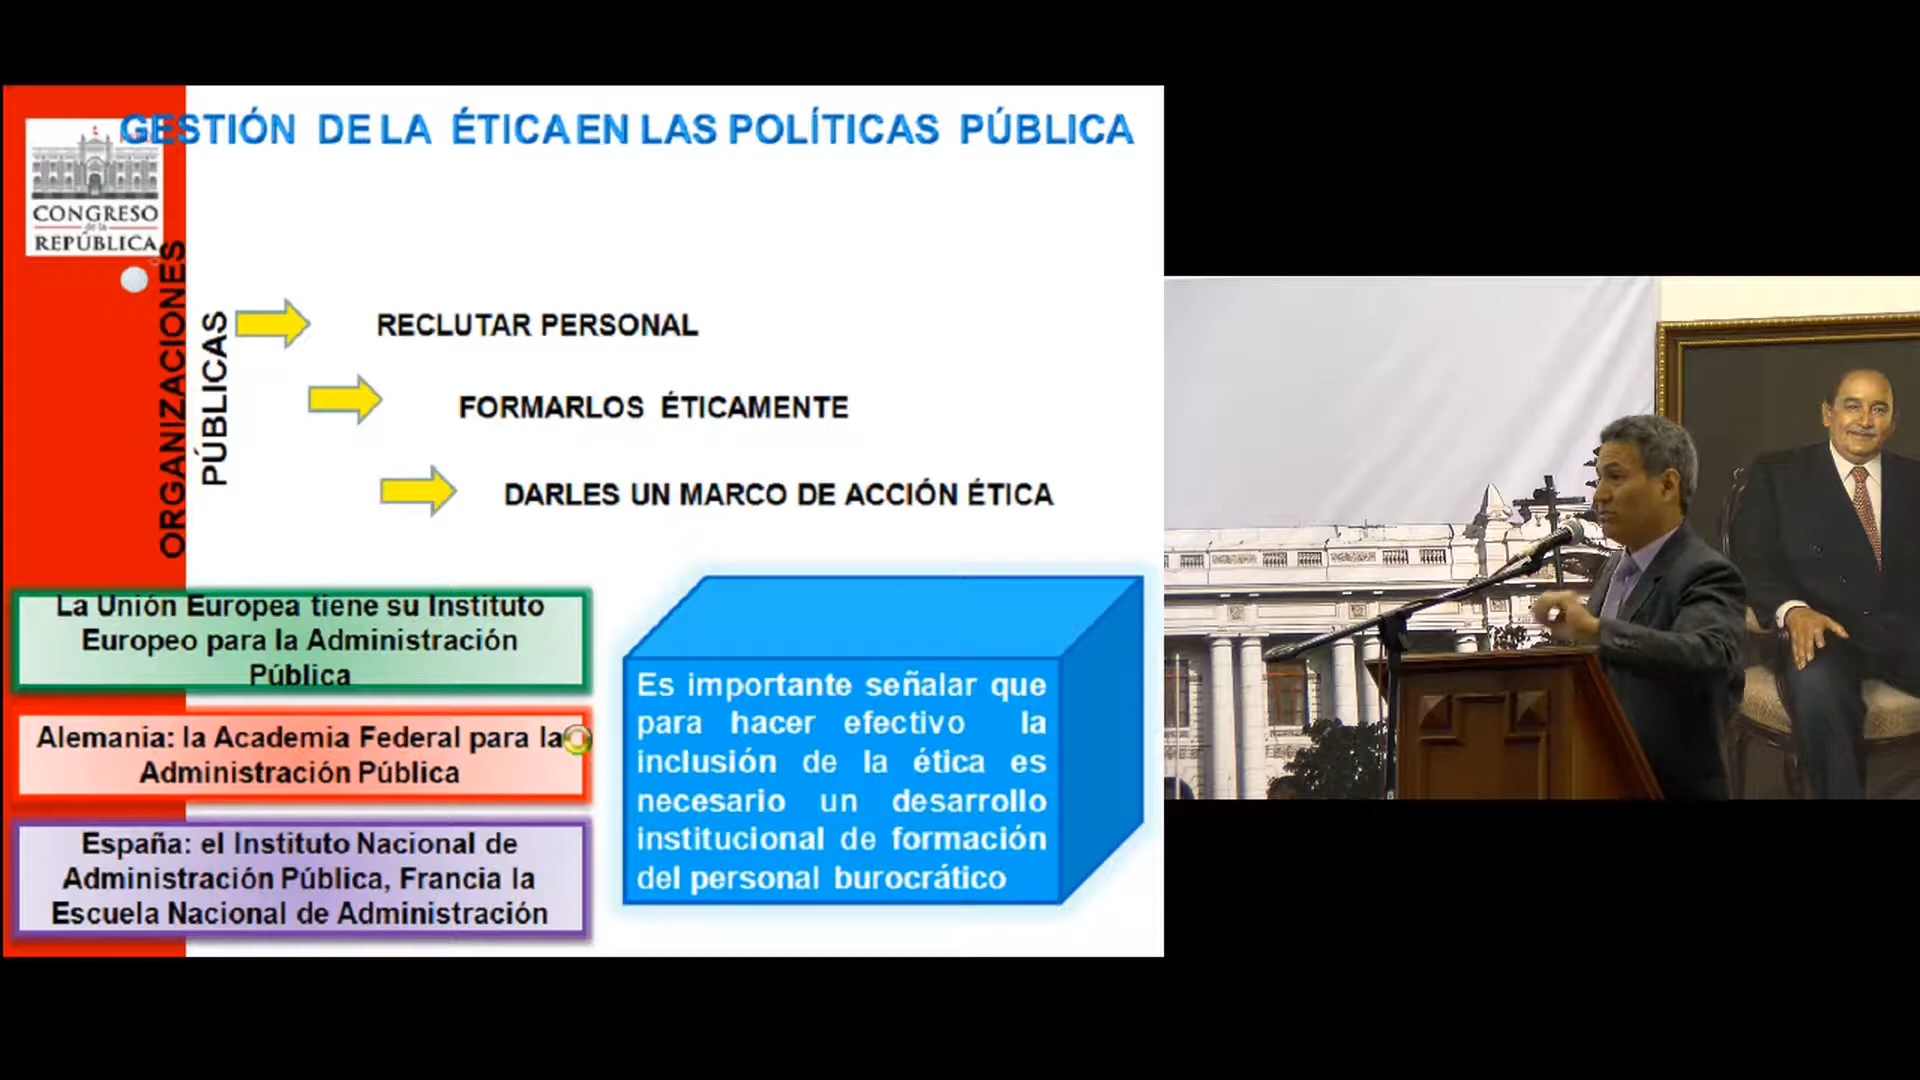 GESTIÓN DE LA ÉTICA EN LAS POLÍTICAS PÚBLICA
CONGRESO
de la
REPÚBLICA
ORGANIZACIONES
PÚBLICAS
RECLUTAR PERSONAL
FORMARLOS ÉTICAMENTE
DARLES UN MARCO DE ACCIÓN ÉTICA
La Unión Europea tiene su Instituto
Europeo para la Administración
Pública
Alemania: la Academia Federal para la
Administración Pública
España: el Instituto Nacional de
Administración Pública, Francia la
Escuela Nacional de Administración
Es importante señalar que
para hacer efectivo la
inclusión de la ética es
necesario un desarrollo
institucional de formación
del personal burocrático